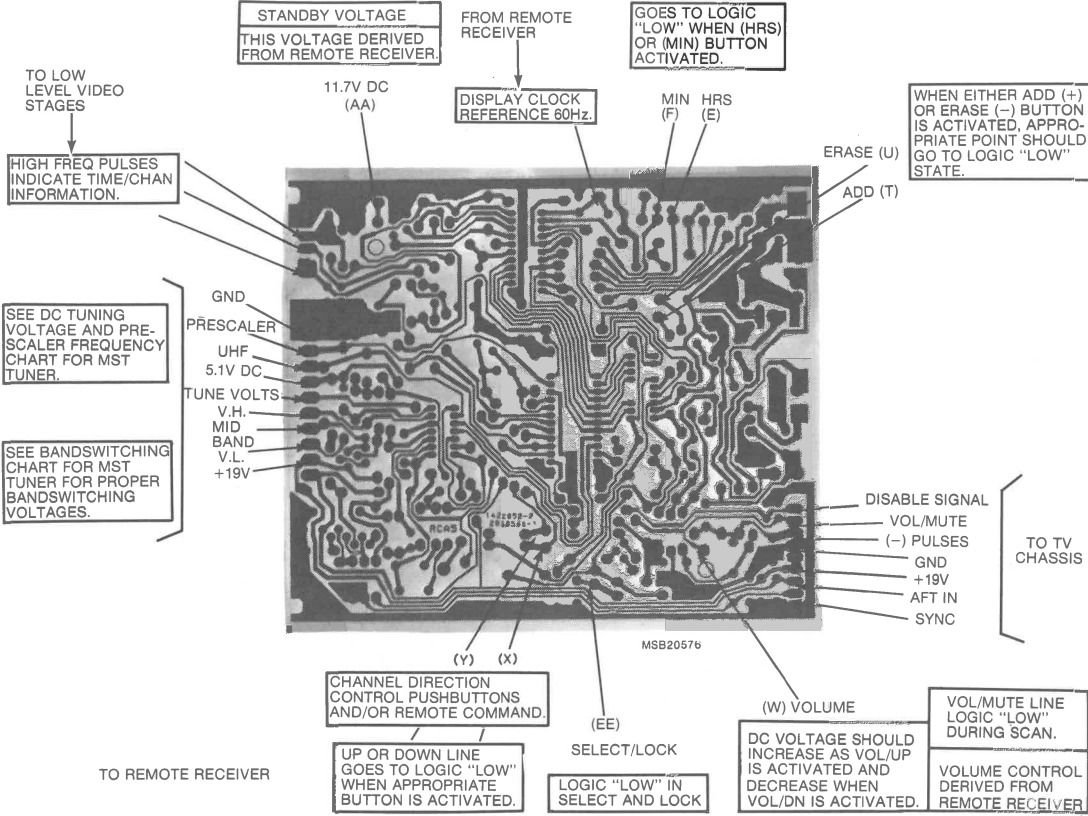 STANDBY VOLTAGE
THIS VOLTAGE DERIVED
FROM REMOTE RECEIVER.
11.7V DC
(AA)
FROM REMOTE
RECEIVER
DISPLAY CLOCK
REFERENCE 60Hz.
GOES TO LOGIC
"LOW" WHEN (HRS)
OR (MIN) BUTTON
ACTIVATED.
MIN HRS
(F) (E)
WHEN EITHER ADD (+)
OR ERASE (−) BUTTON
IS ACTIVATED, APPRO-
PRIATE POINT SHOULD
GO TO LOGIC "LOW"
STATE.
ERASE (U)
ADD (T)
TO LOW
LEVEL VIDEO
STAGES
HIGH FREQ PULSES
INDICATE TIME/CHAN
INFORMATION.
SEE DC TUNING
VOLTAGE AND PRE-
SCALER FREQUENCY
CHART FOR MST
TUNER.
SEE BANDSWITCHING
CHART FOR MST
TUNER FOR PROPER
BANDSWITCHING
VOLTAGES.
GND
PRESCALER
UHF
5.1V DC
TUNE VOLTS
V.H.
MID
BAND
V.L.
+19V
RCA5
DISABLE SIGNAL
VOL/MUTE
(−) PULSES
GND
+19V
AFT IN
SYNC
TO TV
CHASSIS
MSB20576
(Y) (X)
CHANNEL DIRECTION
CONTROL PUSHBUTTONS
AND/OR REMOTE COMMAND.
UP OR DOWN LINE
GOES TO LOGIC "LOW"
WHEN APPROPRIATE
BUTTON IS ACTIVATED.
TO REMOTE RECEIVER
(EE)
SELECT/LOCK
LOGIC "LOW" IN
SELECT AND LOCK
(W) VOLUME
DC VOLTAGE SHOULD
INCREASE AS VOL/UP
IS ACTIVATED AND
DECREASE WHEN
VOL/DN IS ACTIVATED.
VOL/MUTE LINE
LOGIC "LOW"
DURING SCAN.
VOLUME CONTROL
DERIVED FROM
REMOTE RECEIVER